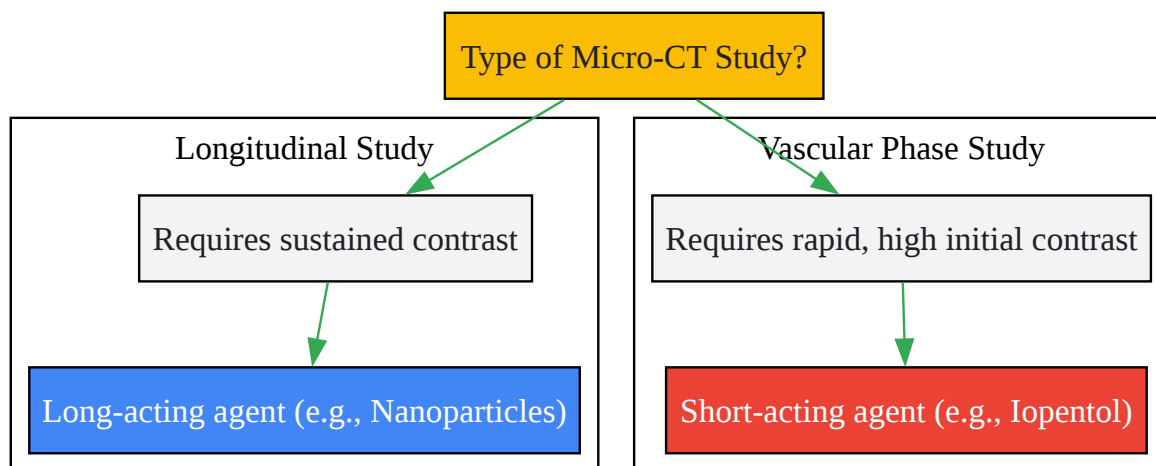 Type of Micro-CT Study?
Longitudinal Study
Vascular Phase Study
Requires sustained contrast
Requires rapid, high initial contrast
Long-acting agent (e.g., Nanoparticles)
Short-acting agent (e.g., Iopentol)